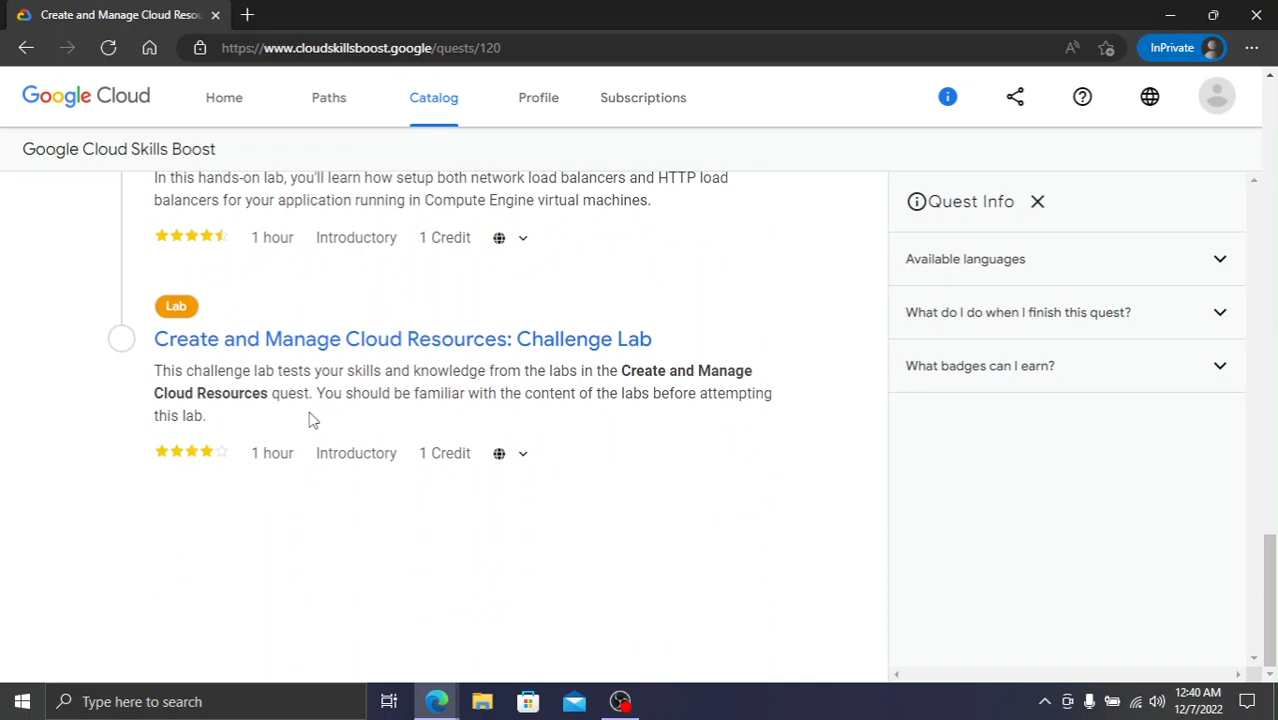 Create and Manage Cloud Resou
https://www.cloudskillsboost.google/quests/120
InPrivate
Google Cloud
Home
Paths
Catalog
Profile
Subscriptions
Google Cloud Skills Boost
In this hands-on lab, you'll learn how setup both network load balancers and HTTP load
balancers for your application running in Compute Engine virtual machines.
1 hour
Introductory
1 Credit
Lab
Create and Manage Cloud Resources: Challenge Lab
This challenge lab tests your skills and knowledge from the labs in the Create and Manage
Cloud Resources quest. You should be familiar with the content of the labs before attempting
this lab.
1 hour
Introductory
1 Credit
Quest Info
Available languages
What do I do when I finish this quest?
What badges can I earn?
Type here to search
12:40 AM
12/7/2022